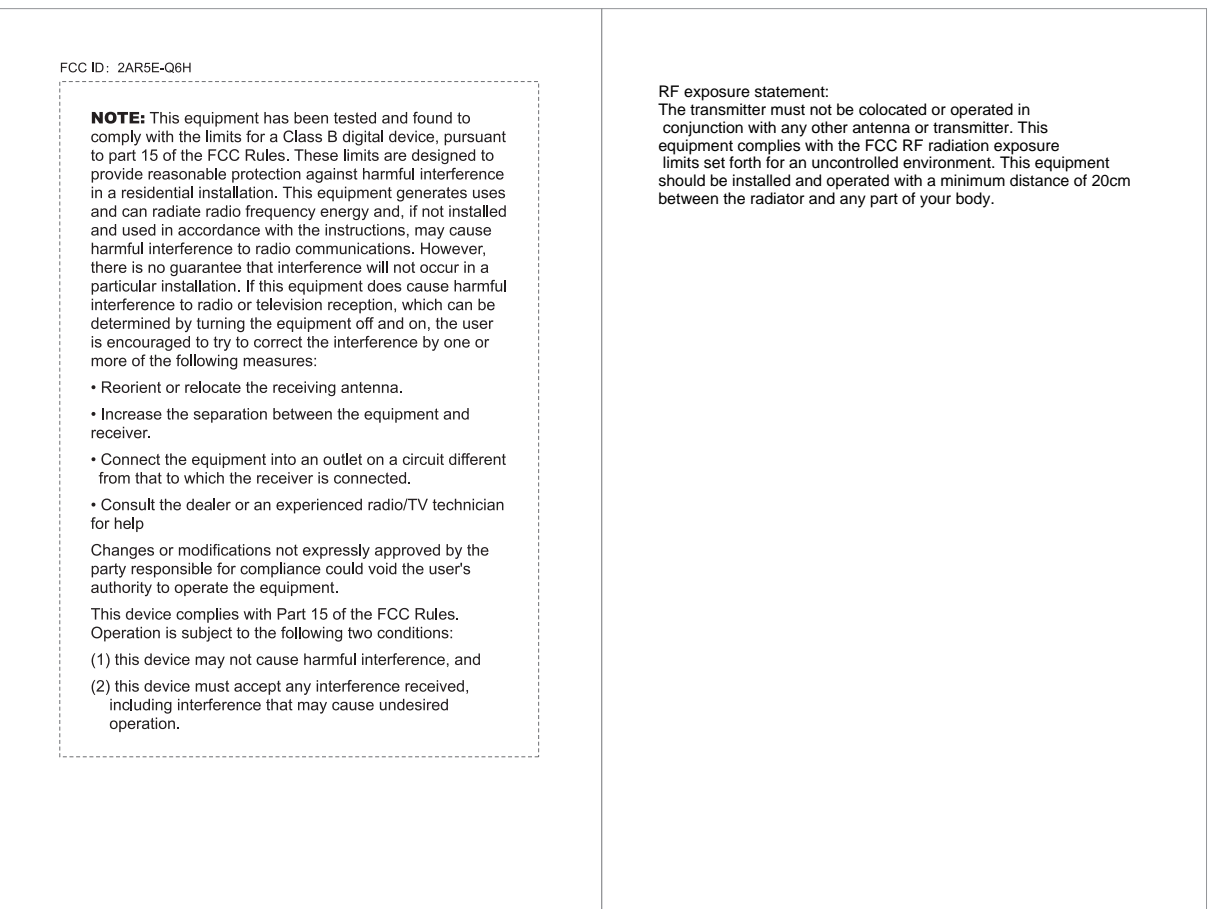 FCC ID: 2AR5E-Q6H
NOTE: This equipment has been tested and found to
comply with the limits for a Class B digital device, pursuant
to part 15 of the FCC Rules. These limits are designed to
provide reasonable protection against harmful interference
in a residential installation. This equipment generates uses
and can radiate radio frequency energy and, if not installed
and used in accordance with the instructions, may cause
harmful interference to radio communications. However,
there is no guarantee that interference will not occur in a
particular installation. If this equipment does cause harmful
interference to radio or television reception, which can be
determined by turning the equipment off and on, the user
is encouraged to try to correct the interference by one or
more of the following measures:
• Reorient or relocate the receiving antenna.
• Increase the separation between the equipment and
receiver.
• Connect the equipment into an outlet on a circuit different
from that to which the receiver is connected.
• Consult the dealer or an experienced radio/TV technician
for help
Changes or modifications not expressly approved by the
party responsible for compliance could void the user's
authority to operate the equipment.
This device complies with Part 15 of the FCC Rules.
Operation is subject to the following two conditions:
(1) this device may not cause harmful interference, and
(2) this device must accept any interference received,
including interference that may cause undesired
operation.
RF exposure statement:
The transmitter must not be colocated or operated in
conjunction with any other antenna or transmitter. This
equipment complies with the FCC RF radiation exposure
limits set forth for an uncontrolled environment. This equipment
should be installed and operated with a minimum distance of 20cm
between the radiator and any part of your body.